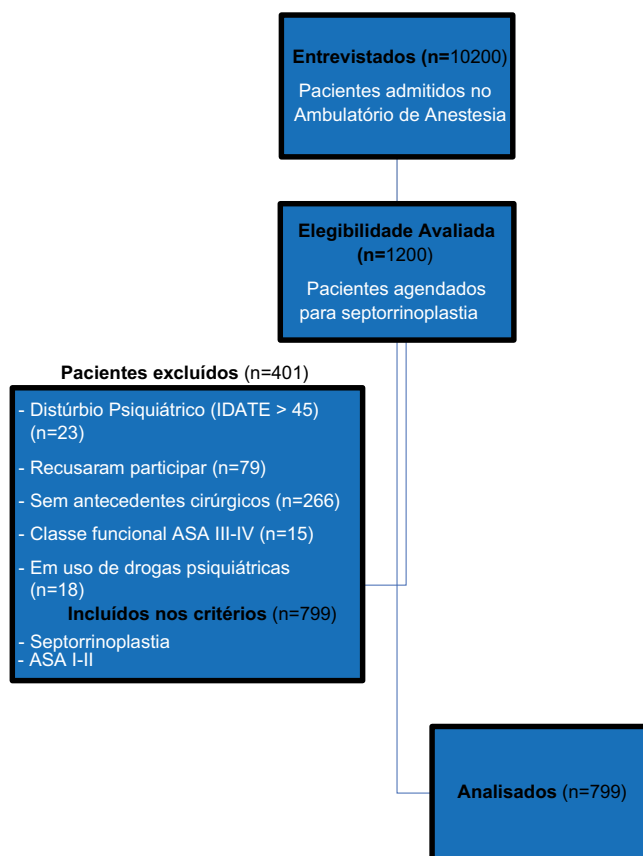 Entrevistados (n=10200)
Pacientes admitidos no
Ambulatório de Anestesia
Elegibilidade Avaliada
(n=1200)
Pacientes agendados
para septorrinoplastia
Pacientes excluídos (n=401)
- Distúrbio Psiquiátrico (IDATE > 45)
(n=23)
- Recusaram participar (n=79)
- Sem antecedentes cirúrgicos (n=266)
- Classe funcional ASA III-IV (n=15)
- Em uso de drogas psiquiátricas
(n=18)
Incluídos nos critérios (n=799)
- Septorrinoplastia
- ASA I-II
Analisados (n=799)